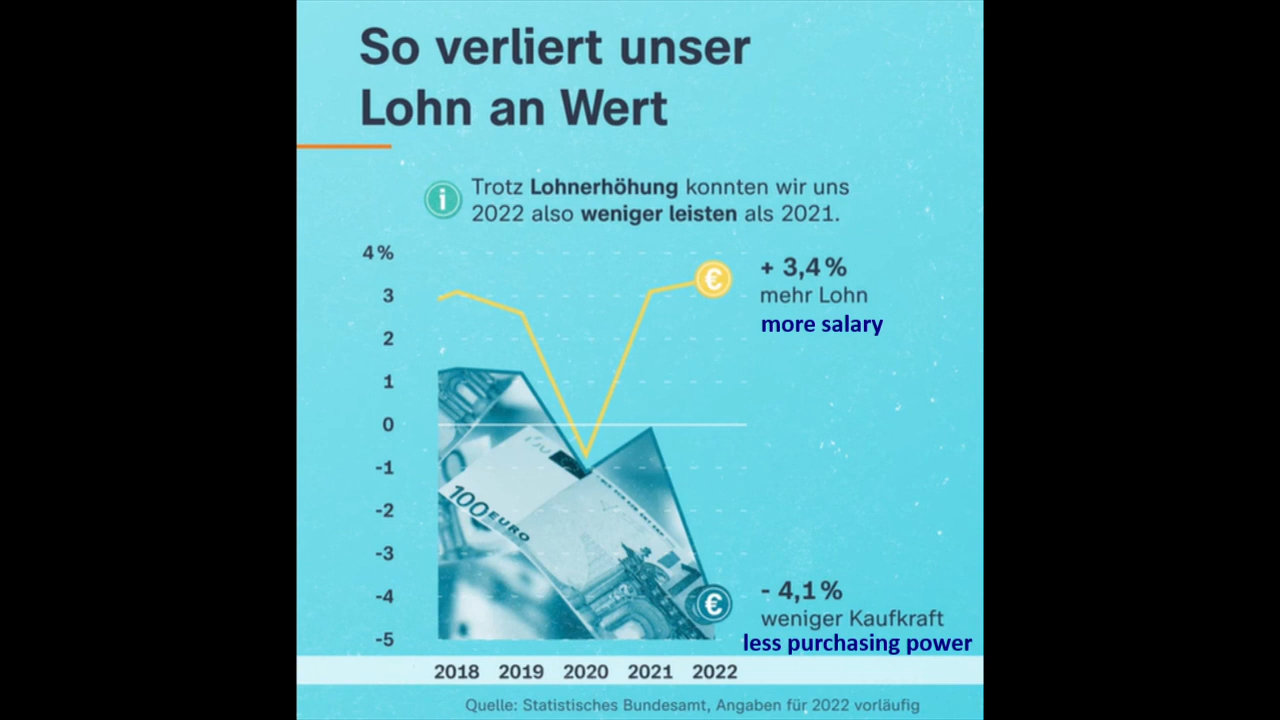 So verliert unser
Lohn an Wert
i
Trotz Lohnerhöhung konnten wir uns
2022 also weniger leisten als 2021.
4 %
3
2
1
0
-1
-2
-3
-4
-5
€
+ 3,4 %
mehr Lohn
more salary
100 EURO
€
- 4,1 %
weniger Kaufkraft
less purchasing power
2018 2019 2020 2021 2022
Quelle: Statistisches Bundesamt, Angaben für 2022 vorläufig